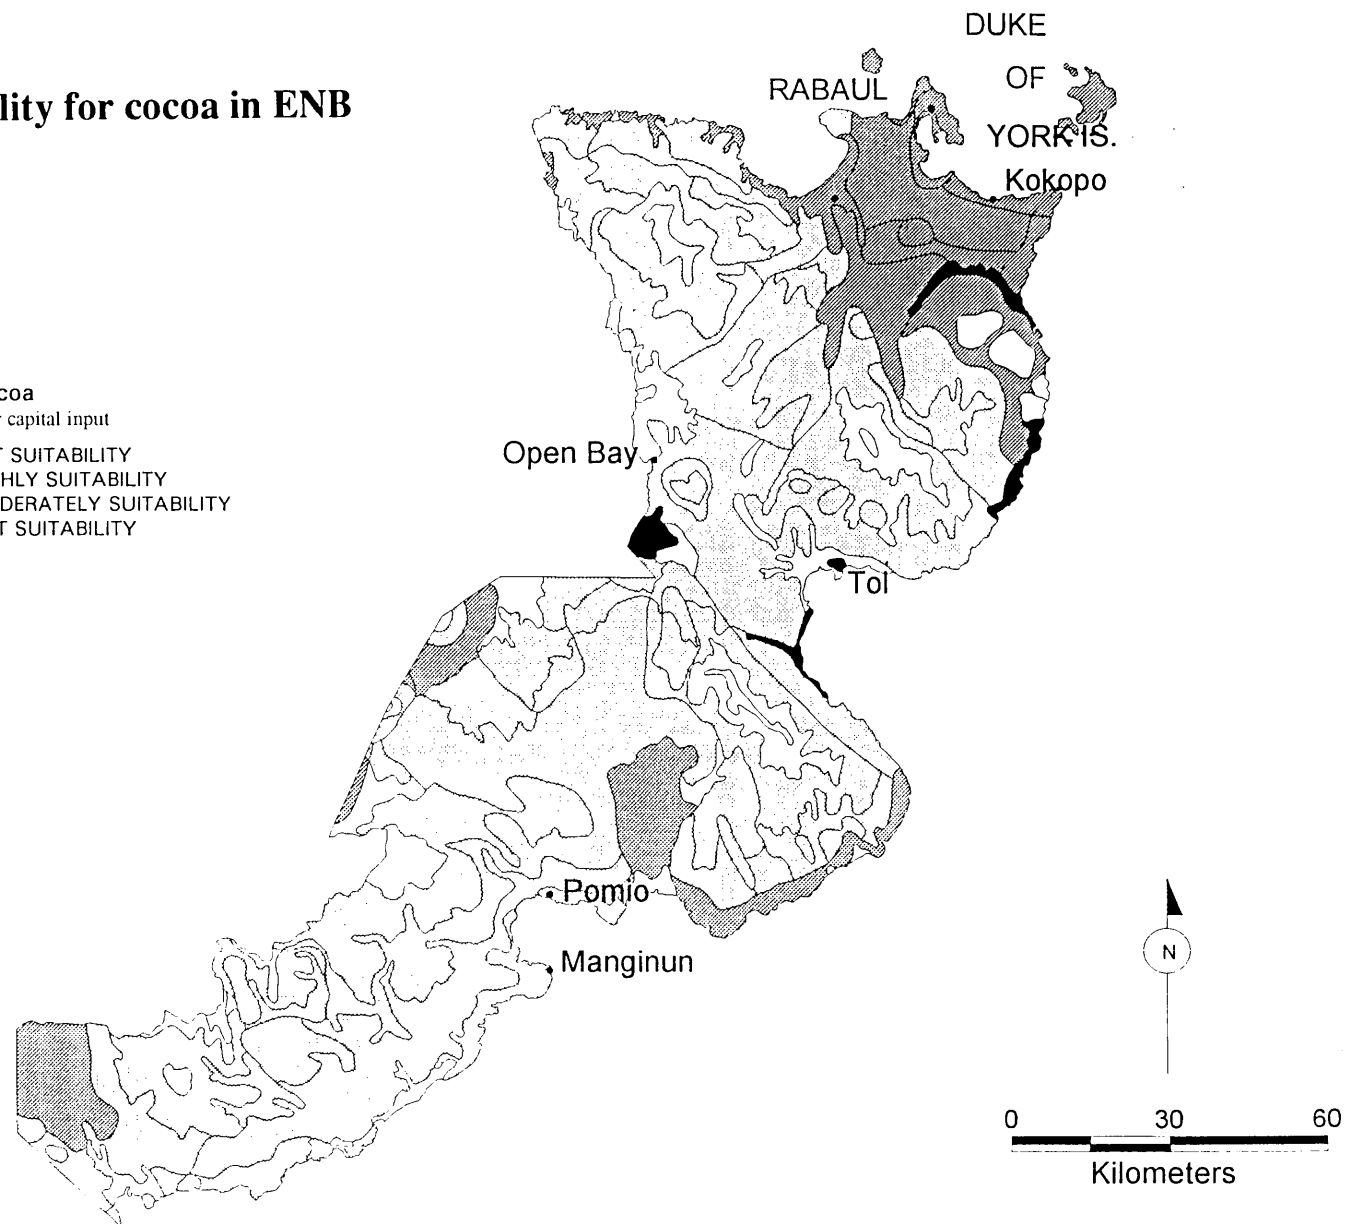 lity for cocoa in ENB
coa
capital input
T SUITABILITY
HLY SUITABILITY
DERATELY SUITABILITY
T SUITABILITY
DUKE
OF
YORK IS.
RABAUL
Kokopo
Open Bay
Tol
Pomio
Manginun
N
0 30 60
Kilometers